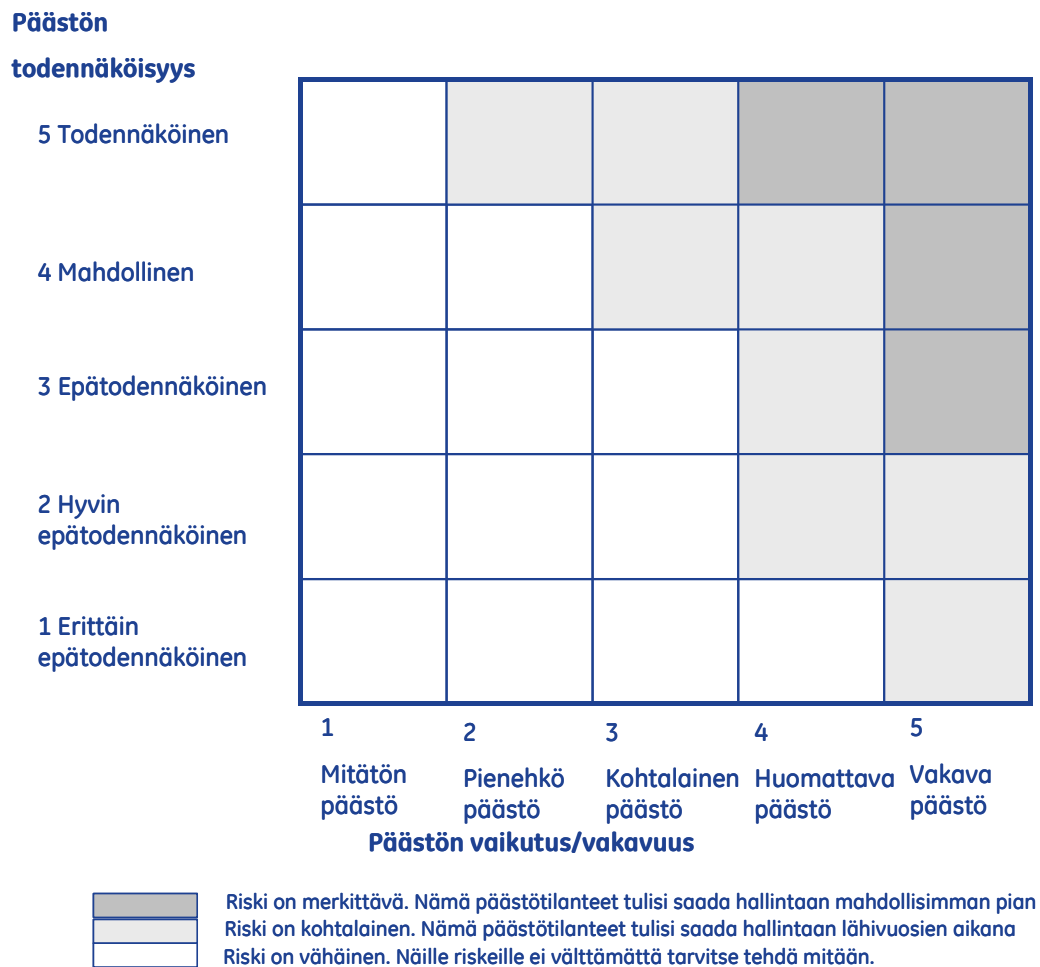 Päästön
todennäköisyys
5 Todennäköinen
4 Mahdollinen
3 Epätodennäköinen
2 Hyvin
epätodennäköinen
1 Erittäin
epätodennäköinen
1
Mitätön
päästö
2
Pienehkö
päästö
3
Kohtalainen
päästö
4
Huomattava
päästö
5
Vakava
päästö
Päästön vaikutus/vakavuus
Riski on merkittävä. Nämä päästötilanteet tulisi saada hallintaan mahdollisimman pian
Riski on kohtalainen. Nämä päästötilanteet tulisi saada hallintaan lähivuosien aikana
Riski on vähäinen. Näille riskeille ei välttämättä tarvitse tehdä mitään.